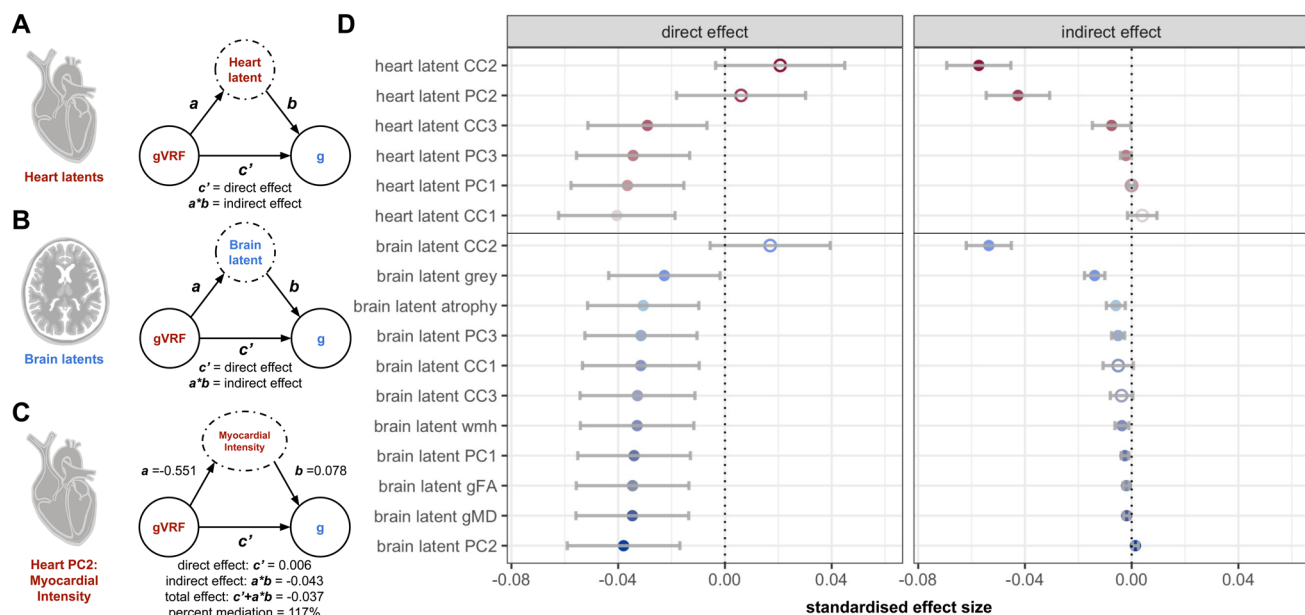 A
Heart
latent
a
b
gVRF
g
c'
c' = direct effect
a*b = indirect effect
Heart latents
B
Brain
latent
a
b
gVRF
g
c'
c' = direct effect
a*b = indirect effect
Brain latents
C
Myocardial
Intensity
a =-0.551
b =0.078
gVRF
g
c'
Heart PC2:
Myocardial
Intensity
direct effect: c' = 0.006
indirect effect: a*b = -0.043
total effect: c'+a*b = -0.037
percent mediation = 117%
D
direct effect
indirect effect
heart latent CC2
heart latent PC2
heart latent CC3
heart latent PC3
heart latent PC1
heart latent CC1
brain latent CC2
brain latent grey
brain latent atrophy
brain latent PC3
brain latent CC1
brain latent CC3
brain latent wmh
brain latent PC1
brain latent gFA
brain latent gMD
brain latent PC2
-0.08 -0.04 0.00 0.04 -0.08 -0.04 0.00 0.04
standardised effect size